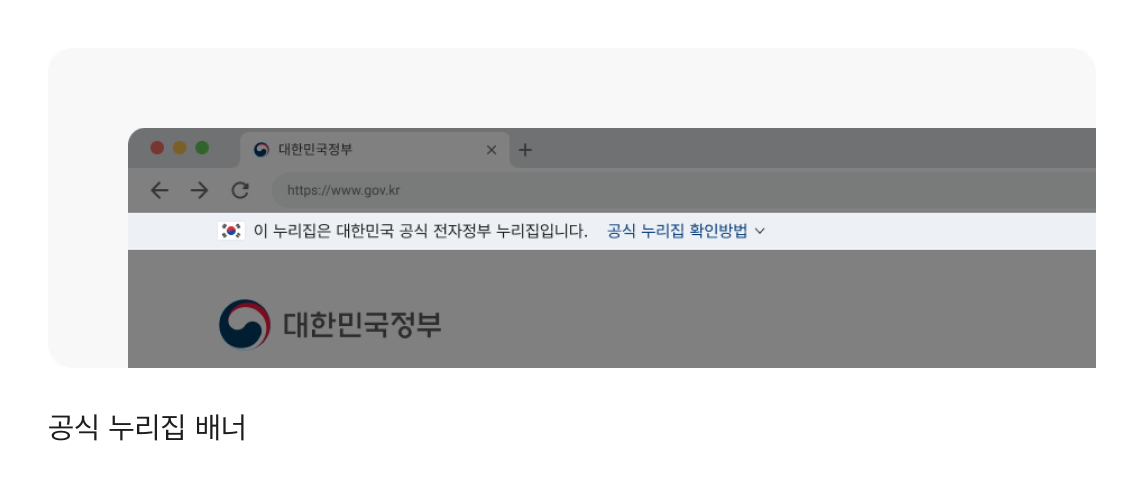 대한민국정부
https://www.gov.kr
이 누리집은 대한민국 공식 전자정부 누리집입니다. 공식 누리집 확인방법
대한민국정부
공식 누리집 배너